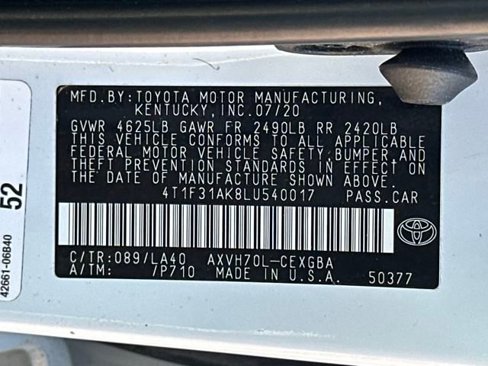 MFD.BY:TOYOTA MOTOR MANUFACTURING,
KENTUCKY, INC.07/20
GVWR 4625LB GAWR FR 2490LB RR 2420LB
THIS VEHICLE CONFORMS TO ALL APPLICABLE
FEDERAL MOTOR VEHICLE SAFETY, BUMPER, AND
THEFT PREVENTION STANDARDS IN EFFECT ON
THE DATE OF MANUFACTURE SHOWN ABOVE.
4T1F31AK8LU540017 PASS.CAR
C/TR:089/LA40 AXVH70L-CEXGBA
A/TM: /P710 MADE IN U.S.A. 50377
52
42661-06B40